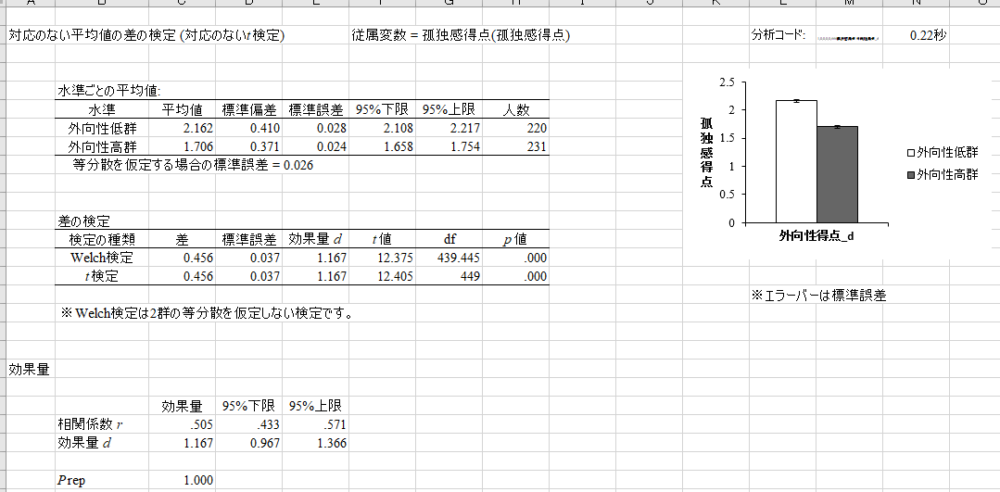 A B C D E F G H I J K L M N O
対応のない平均値の差の検定 (対応のないt 検定) 従属変数 = 孤独感得点(孤独感得点) 分析コード: 0.22秒
水準ごとの平均値:
水準 平均値 標準偏差 標準誤差 95%下限 95%上限 人数
外向性低群 2.162 0.410 0.028 2.108 2.217 220
外向性高群 1.706 0.371 0.024 1.658 1.754 231
等分散を仮定する場合の標準誤差 = 0.026
差の検定
検定の種類 差 標準誤差 効果量 d t 値 df p 値
Welch検定 0.456 0.037 1.167 12.375 439.445 .000
t 検定 0.456 0.037 1.167 12.405 449 .000
※ Welch検定は2群の等分散を仮定しない検定です。
2.5
2
1.5
1
0.5
0
孤独感得点
外向性得点_d
外向性低群
外向性高群
※エラーバーは標準誤差
効果量
効果量 95%下限 95%上限
相関係数 r .505 .433 .571
効果量 d 1.167 0.967 1.366
Prep 1.000